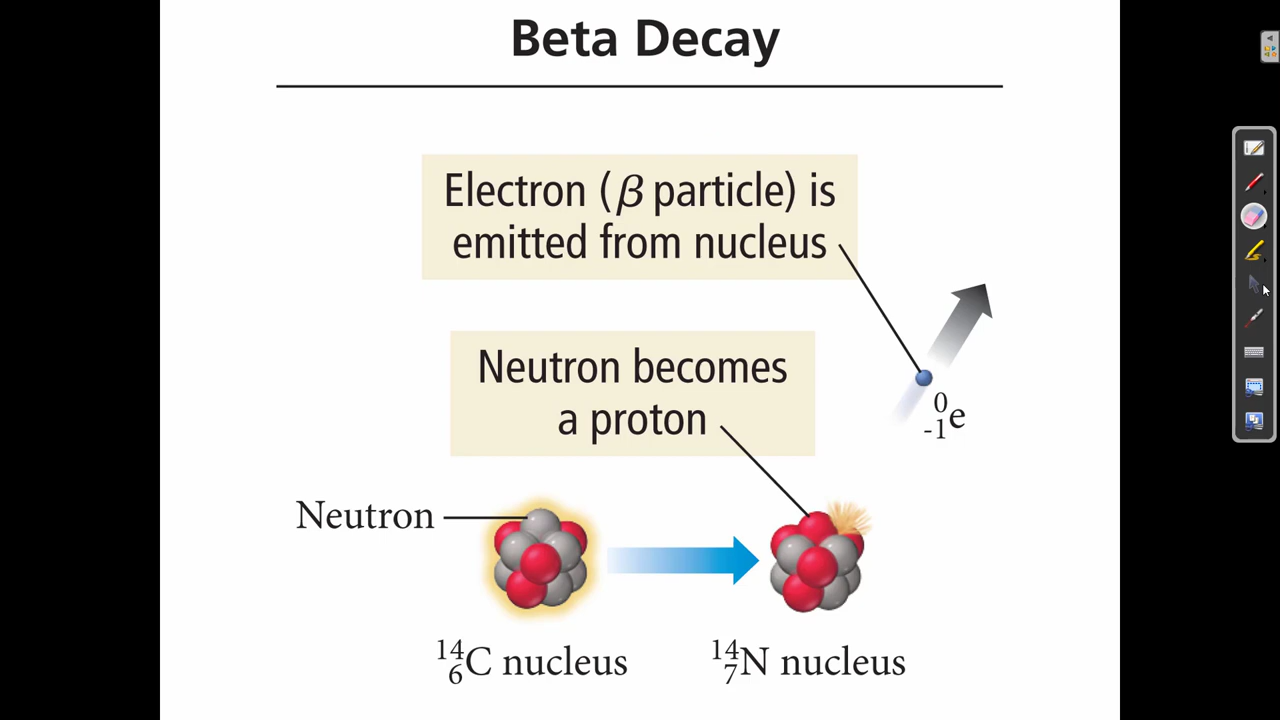 Beta Decay
Electron (β particle) is
emitted from nucleus
Neutron becomes
a proton
0
-1e
Neutron
14
6C nucleus
14
7N nucleus